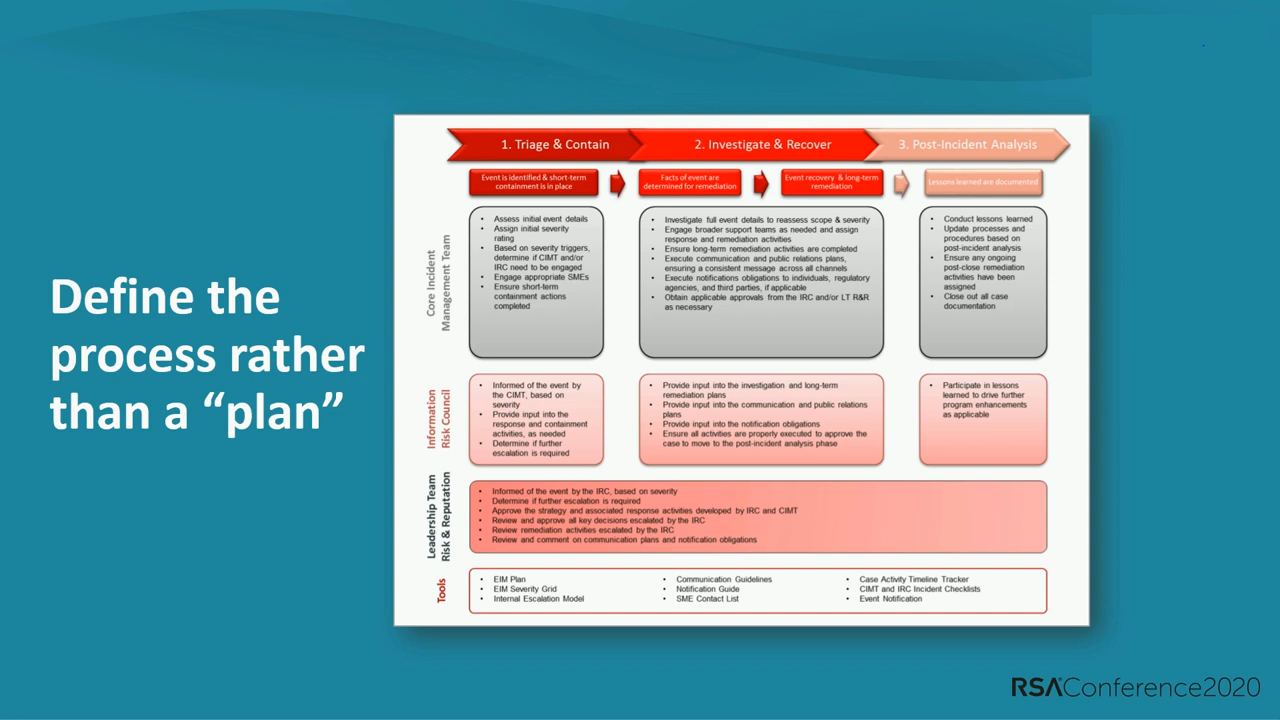 Define the
process rather
than a “plan”
1. Triage & Contain
2. Investigate & Recover
3. Post-Incident Analysis
Event is identified & short-term
containment is in place
Facts of event are
determined for remediation
Event recovery & long-term
remediation
Lessons learned are documented
Core Incident
Management Team
• Assess initial event details
• Assign initial severity
rating
• Based on severity triggers,
determine if CIMT and/or
IRC need to be engaged
• Engage appropriate SMEs
• Ensure short-term
containment actions
completed
• Investigate full event details to reassess scope & severity
• Engage broader support teams as needed and assign
response and remediation activities
• Ensure long-term remediation activities are completed
• Execute communication and public relations plans,
ensuring a consistent message across all channels
• Execute notifications obligations to individuals, regulatory
agencies, and third parties, if applicable
• Obtain applicable approvals from the IRC and/or LT R&R
as necessary
• Conduct lessons learned
• Update processes and
procedures based on
post-incident analysis
• Ensure any ongoing
post-close remediation
activities have been
assigned
• Close out all case
documentation
Information
Risk Council
• Informed of the event by
the CIMT, based on
severity
• Provide input into the
response and containment
activities, as needed
• Determine if further
escalation is required
• Provide input into the investigation and long-term
remediation plans
• Provide input into the communication and public relations
plans
• Provide input into the notification obligations
• Ensure all activities are properly executed to approve the
case to move to the post-incident analysis phase
• Participate in lessons
learned to drive further
program enhancements
as applicable
Leadership Team
Risk & Reputation
• Informed of the event by the IRC, based on severity
• Determine if further escalation is required
• Approve the strategy and associated response activities developed by IRC and CIMT
• Review and approve all key decisions escalated by the IRC
• Review remediation activities escalated by the IRC
• Review and comment on communication plans and notification obligations
Tools
• EIM Plan
• EIM Severity Grid
• Internal Escalation Model
• Communication Guidelines
• Notification Guide
• SME Contact List
• Case Activity Timeline Tracker
• CIMT and IRC Incident Checklists
• Event Notification
RSAConference2020